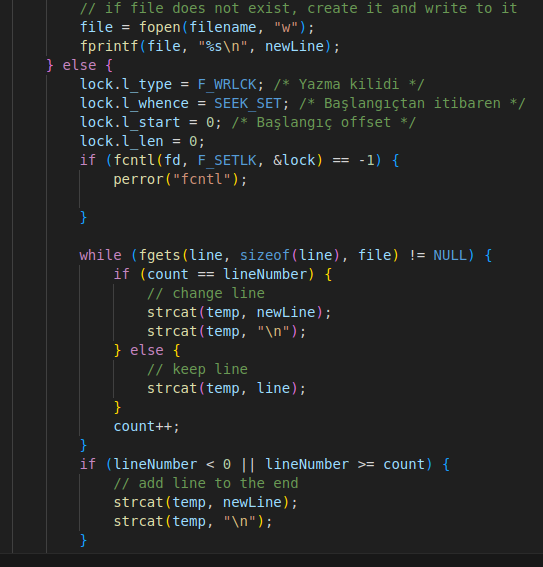 // if file does not exist, create it and write to it
file = fopen(filename, "w");
fprintf(file, "%s\n", newLine);
} else {
lock.l_type = F_WRLCK; /* Yazma kilidi */
lock.l_whence = SEEK_SET; /* Başlangıçtan itibaren */
lock.l_start = 0; /* Başlangıç offset */
lock.l_len = 0;
if (fcntl(fd, F_SETLK, &lock) == -1) {
perror("fcntl");
}
while (fgets(line, sizeof(line), file) != NULL) {
if (count == lineNumber) {
// change line
strcat(temp, newLine);
strcat(temp, "\n");
} else {
// keep line
strcat(temp, line);
}
count++;
}
if (lineNumber < 0 || lineNumber >= count) {
// add line to the end
strcat(temp, newLine);
strcat(temp, "\n");
}